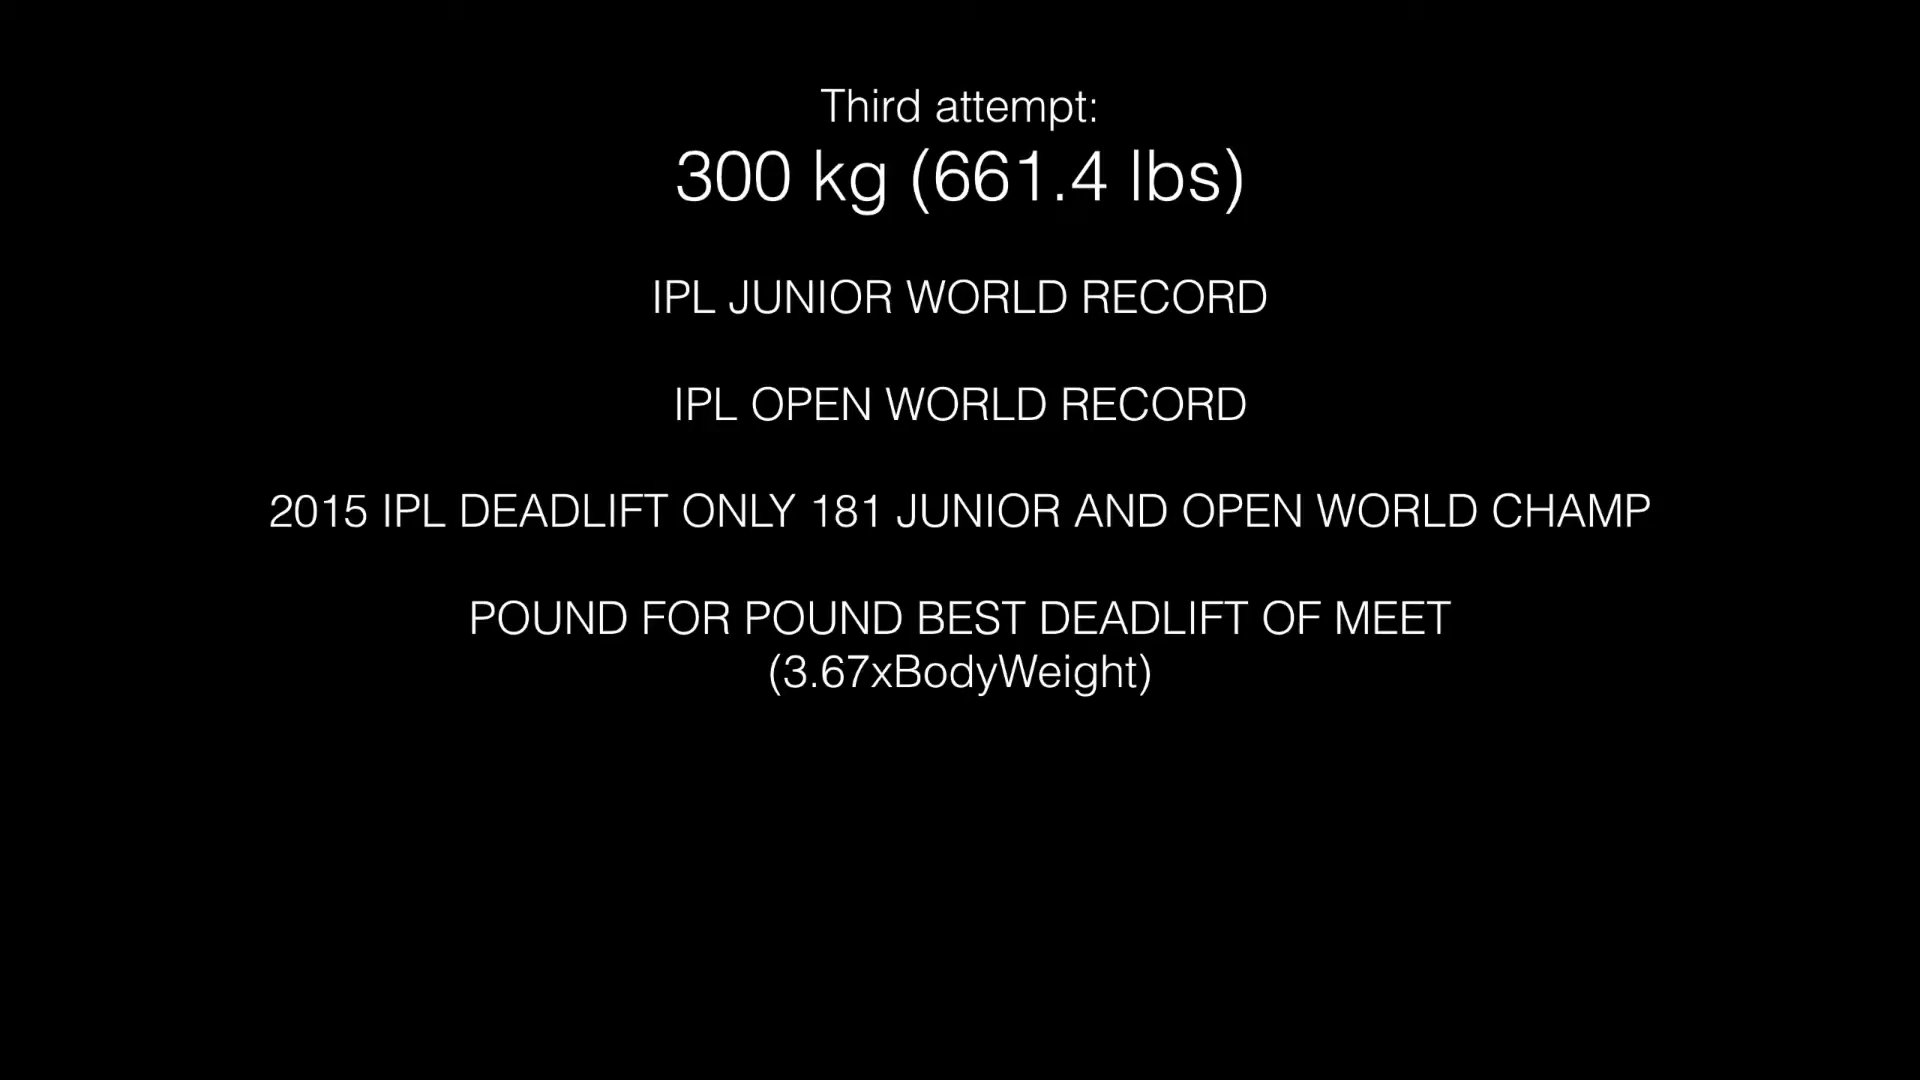 Third attempt:
300 kg (661.4 lbs)
IPL JUNIOR WORLD RECORD
IPL OPEN WORLD RECORD
2015 IPL DEADLIFT ONLY 181 JUNIOR AND OPEN WORLD CHAMP
POUND FOR POUND BEST DEADLIFT OF MEET
(3.67xBodyWeight)